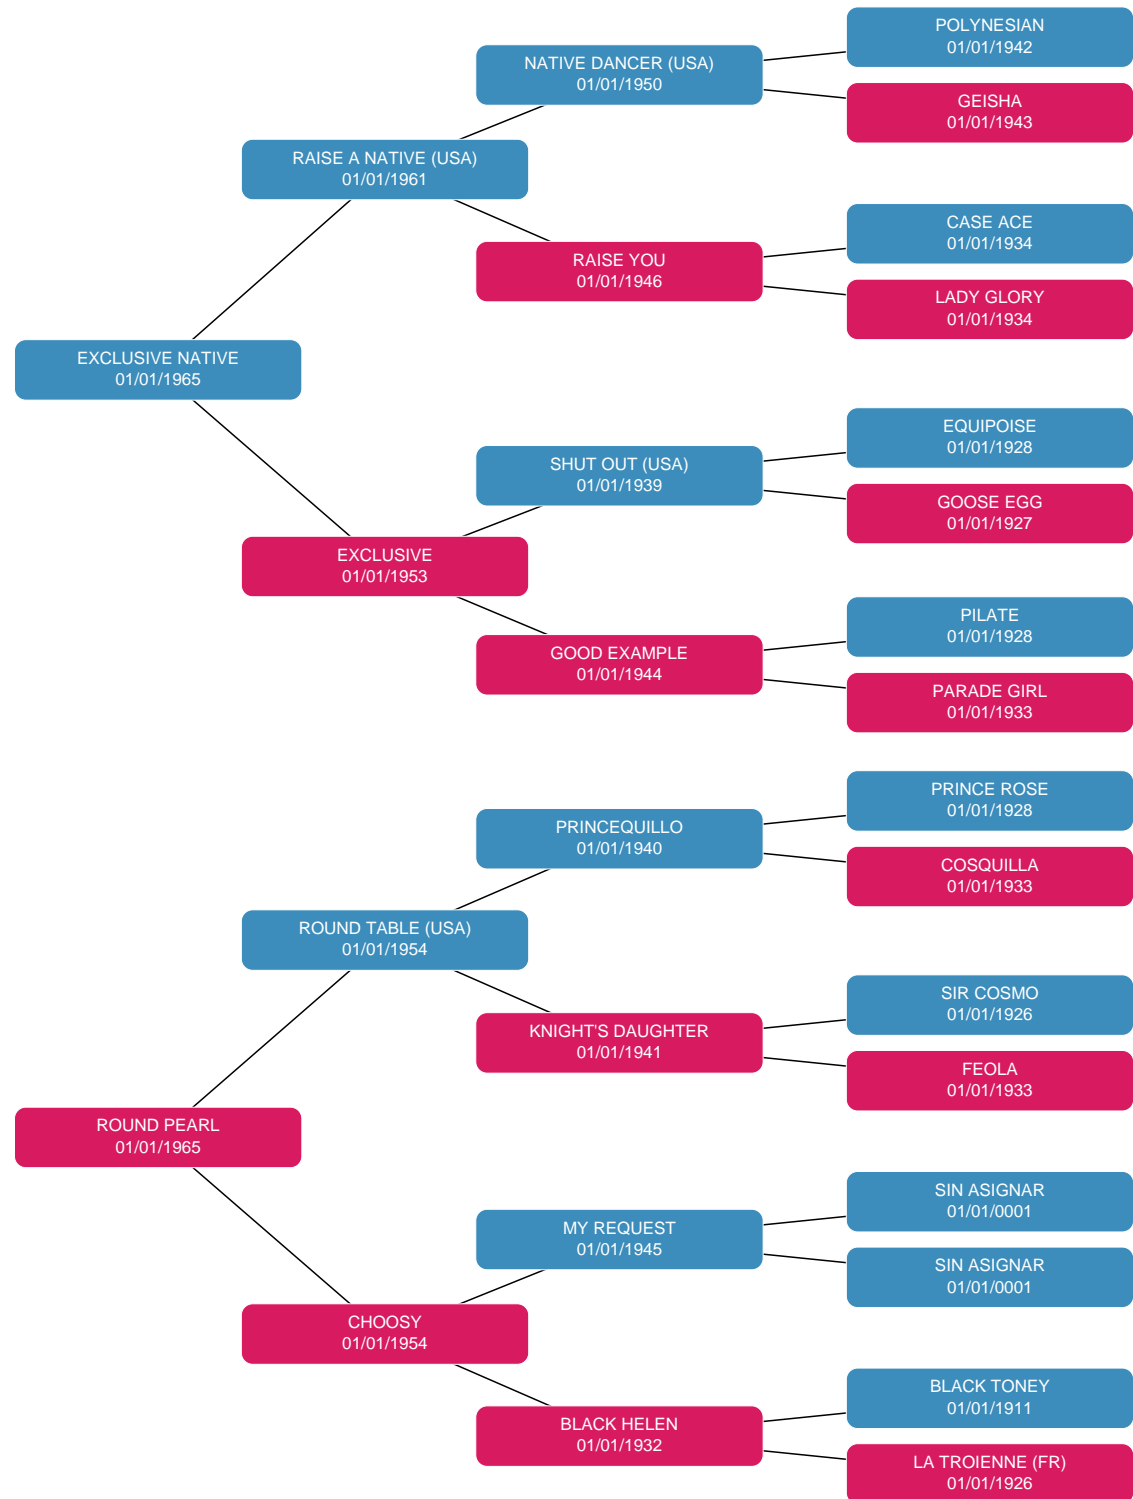 POLYNESIAN
01/01/1942
NATIVE DANCER (USA)
01/01/1950
GEISHA
01/01/1943
RAISE A NATIVE (USA)
01/01/1961
CASE ACE
01/01/1934
RAISE YOU
01/01/1946
LADY GLORY
01/01/1934
EXCLUSIVE NATIVE
01/01/1965
EQUIPOISE
01/01/1928
SHUT OUT (USA)
01/01/1939
GOOSE EGG
01/01/1927
EXCLUSIVE
01/01/1953
PILATE
01/01/1928
GOOD EXAMPLE
01/01/1944
PARADE GIRL
01/01/1933
PRINCE ROSE
01/01/1928
PRINCEQUILLO
01/01/1940
COSQUILLA
01/01/1933
ROUND TABLE (USA)
01/01/1954
SIR COSMO
01/01/1926
KNIGHT'S DAUGHTER
01/01/1941
FEOLA
01/01/1933
ROUND PEARL
01/01/1965
SIN ASIGNAR
01/01/0001
MY REQUEST
01/01/1945
SIN ASIGNAR
01/01/0001
CHOOSY
01/01/1954
BLACK TONEY
01/01/1911
BLACK HELEN
01/01/1932
LA TROIENNE (FR)
01/01/1926